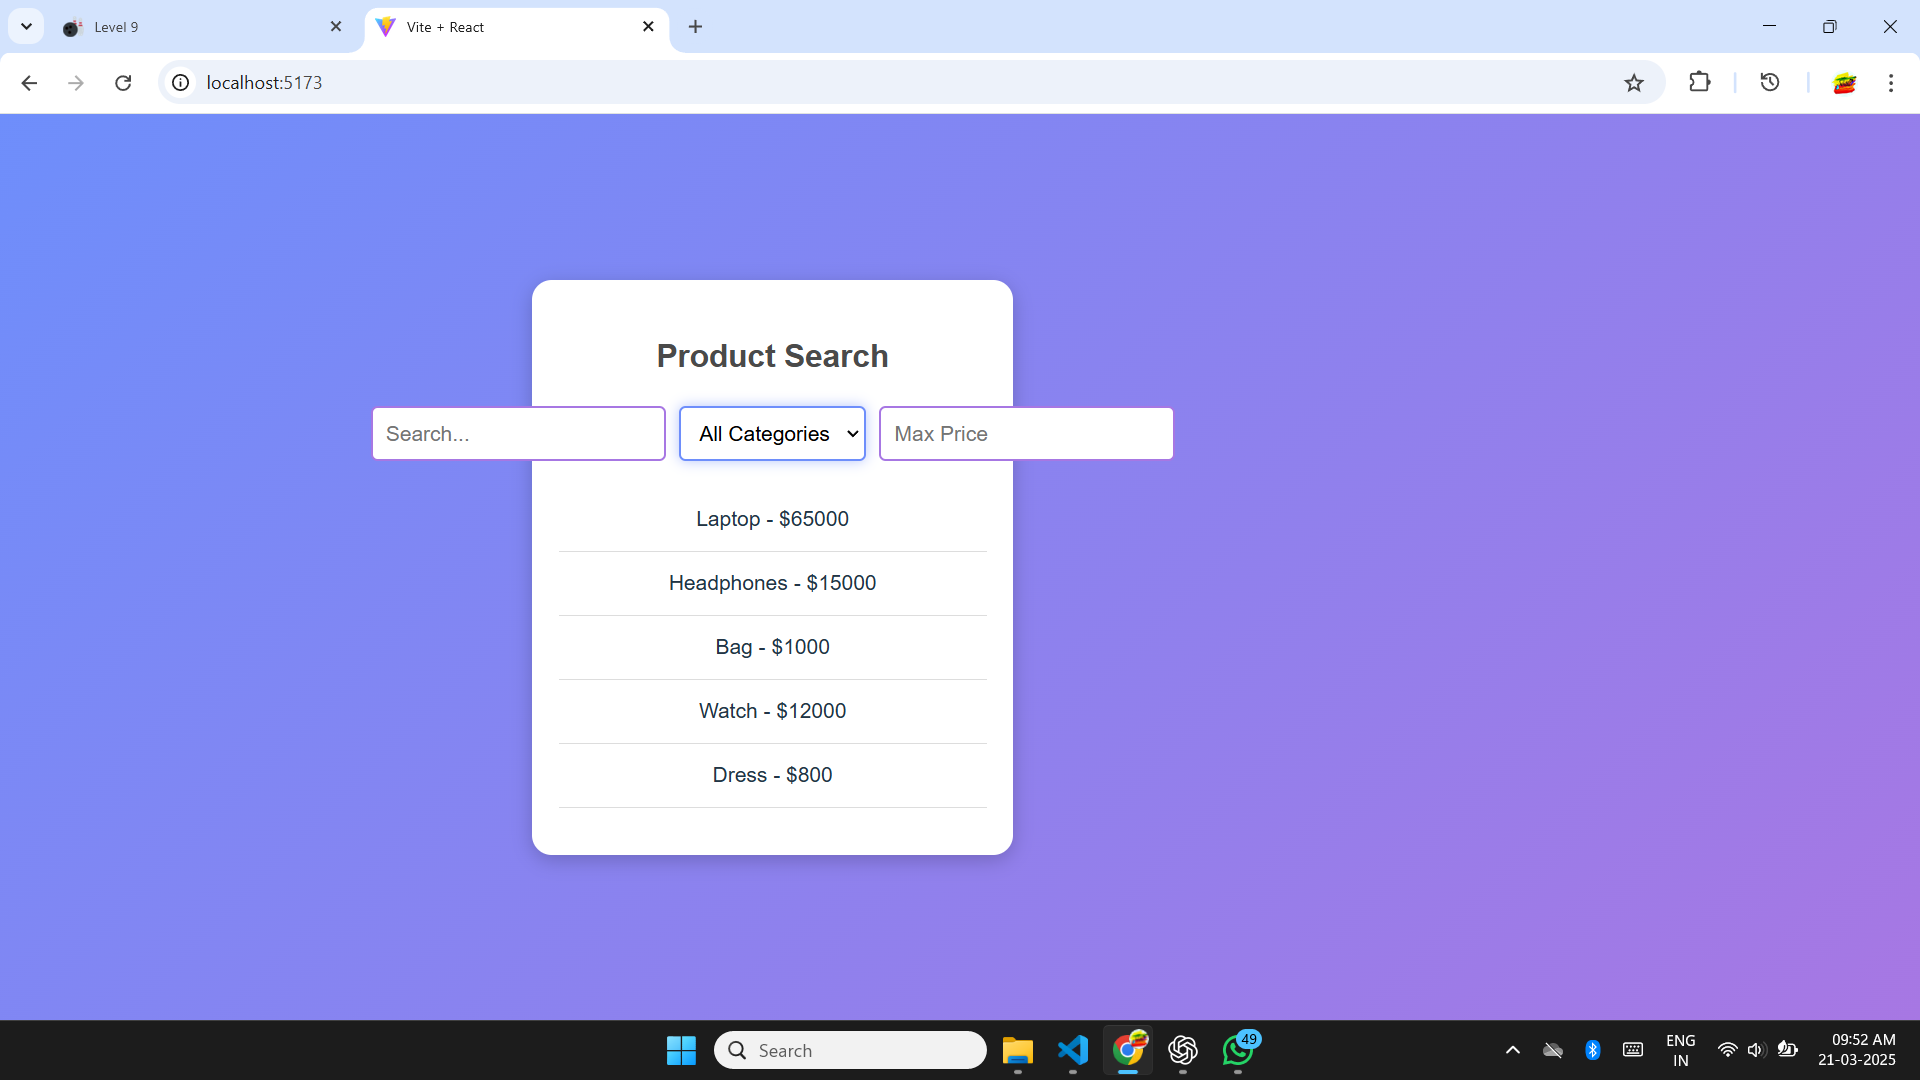 Level 9
Vite + React
localhost:5173
Product Search
Search...
All Categories
Max Price
Laptop - $65000
Headphones - $15000
Bag - $1000
Watch - $12000
Dress - $800
Search
49
ENG
IN
09:52 AM
21-03-2025